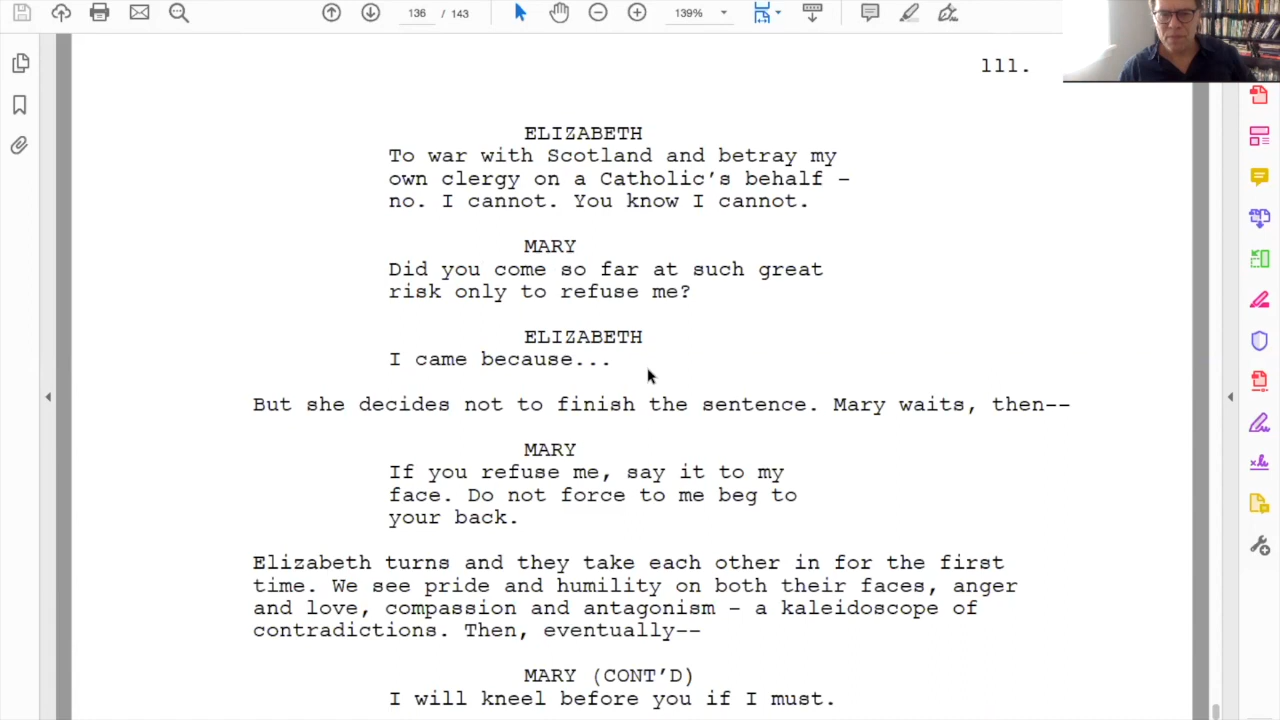 136 / 143
139%
111.
ELIZABETH
To war with Scotland and betray my
own clergy on a Catholic’s behalf –
no. I cannot. You know I cannot.
MARY
Did you come so far at such great
risk only to refuse me?
ELIZABETH
I came because...
But she decides not to finish the sentence. Mary waits, then--
MARY
If you refuse me, say it to my
face. Do not force to me beg to
your back.
Elizabeth turns and they take each other in for the first
time. We see pride and humility on both their faces, anger
and love, compassion and antagonism – a kaleidoscope of
contradictions. Then, eventually--
MARY (CONT’D)
I will kneel before you if I must.